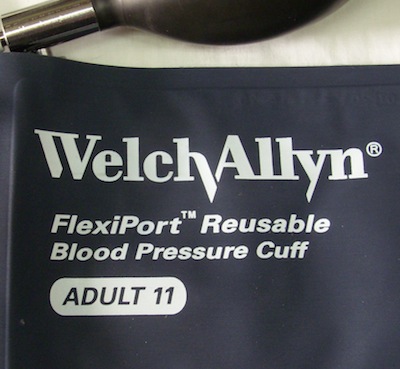 WelchAllyn®
FlexiPort™ Reusable
Blood Pressure Cuff
ADULT 11